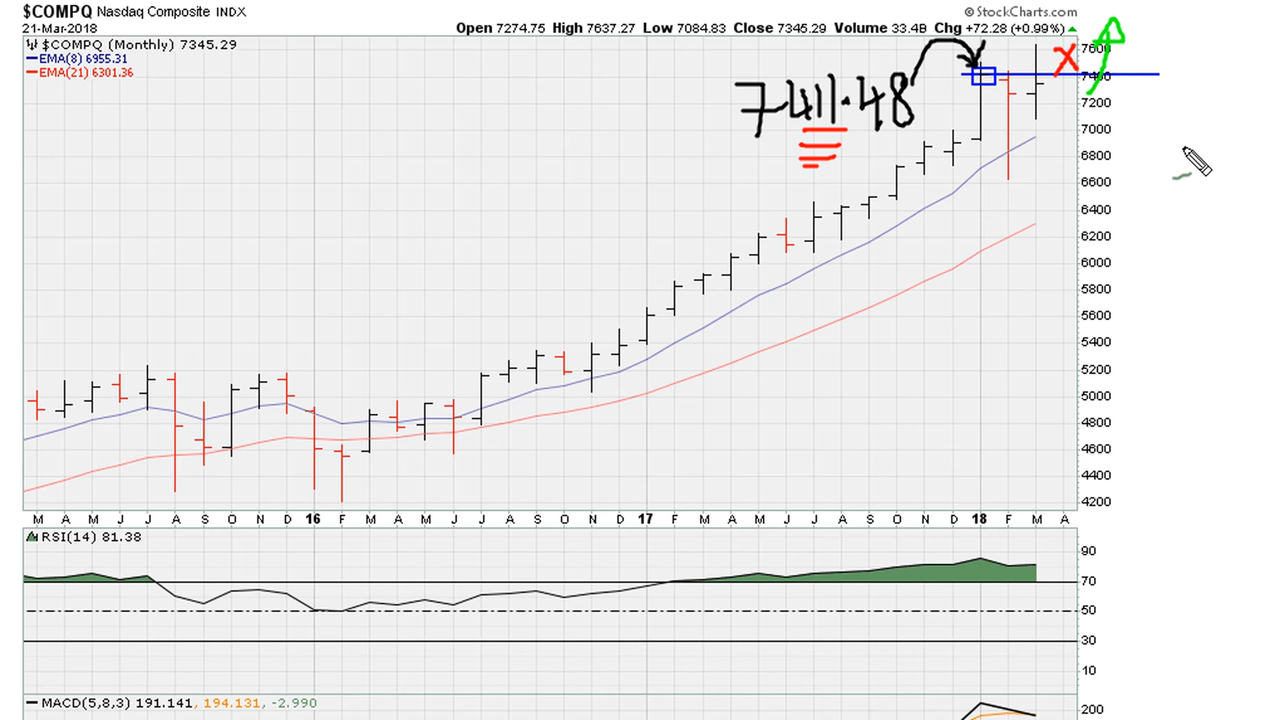 $COMPQ Nasdaq Composite INDX
© StockCharts.com
21-Mar-2018
Open 7274.75 High 7637.27 Low 7084.83 Close 7345.29 Volume 33.4B Chg +72.28 (+0.99%)
$COMPQ (Monthly) 7345.29
EMA(8) 6955.31
EMA(21) 6301.36
7411.48
X
7600
7400
7200
7000
6800
6600
6400
6200
6000
5800
5600
5400
5200
5000
4800
4600
4400
4200
M A M J J A S O N D 16 F M A M J J A S O N D 17 F M A M J J A S O N D 18 F M A
RSI(14) 81.38
90
70
50
30
10
MACD(5,8,3) 191.141, 194.131, -2.990
200